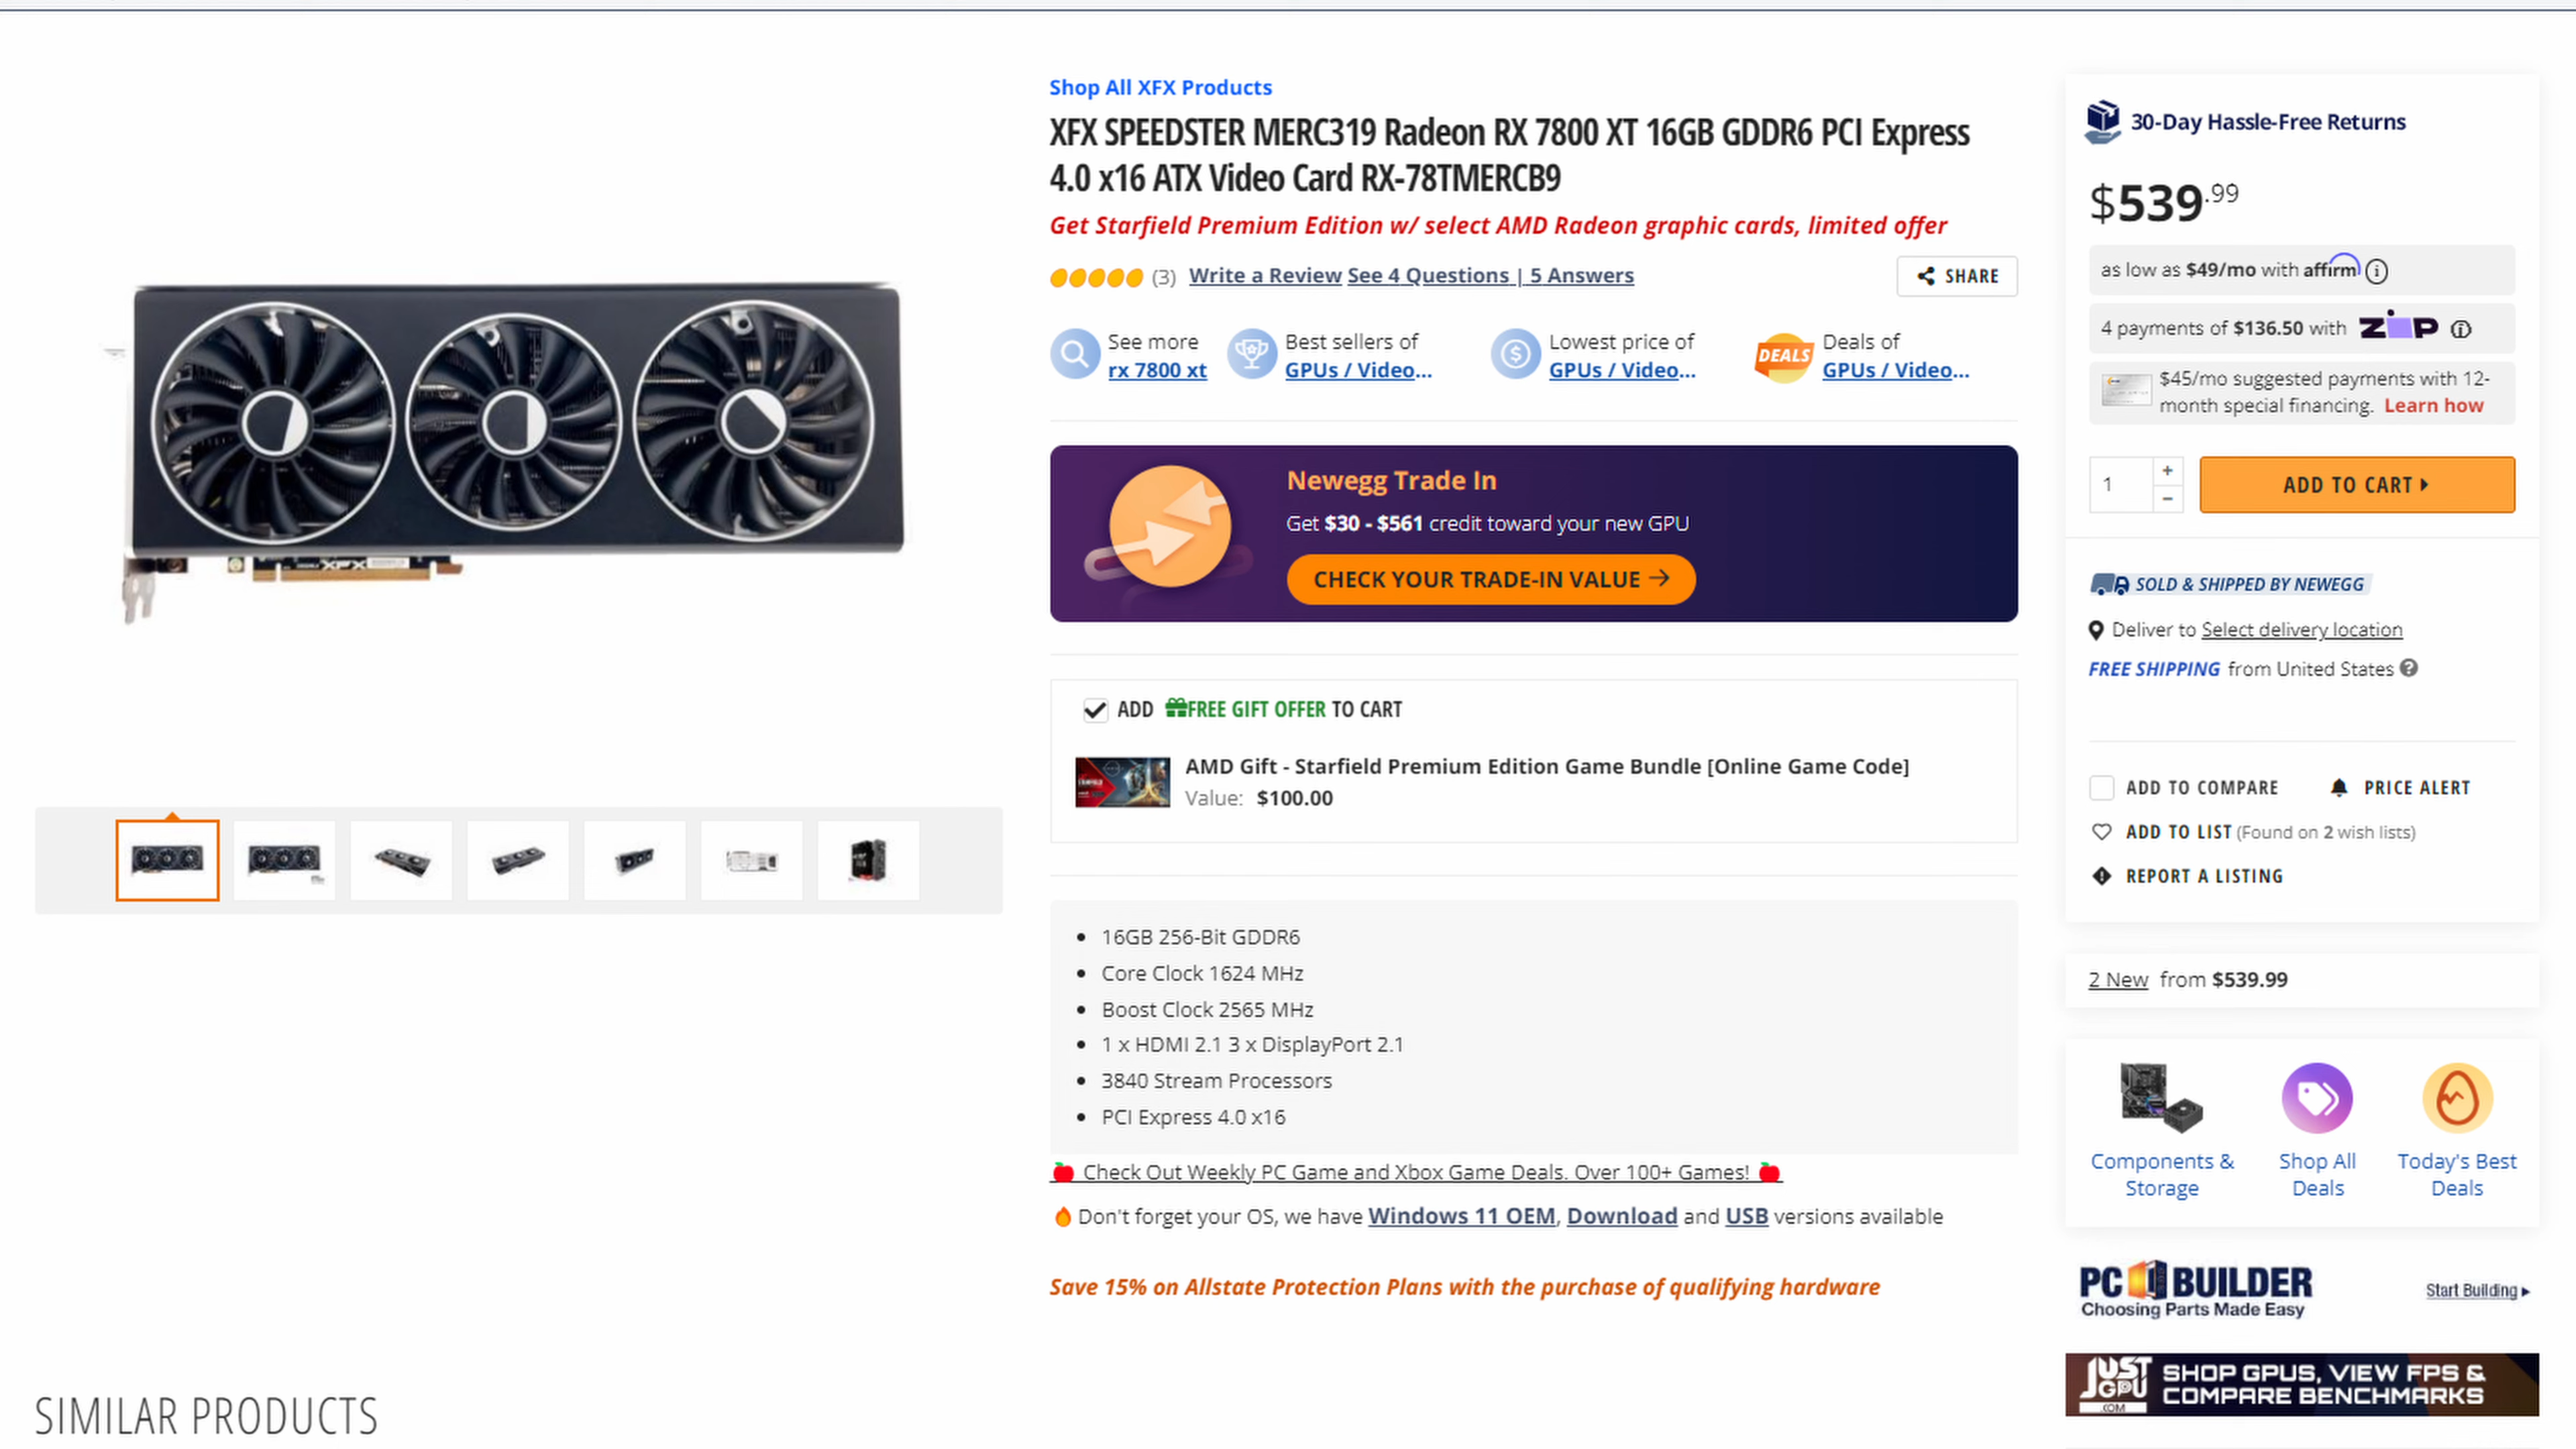 Shop All XFX Products
XFX SPEEDSTER MERC319 Radeon RX 7800 XT 16GB GDDR6 PCI Express
4.0 x16 ATX Video Card RX-78TMERCB9
Get Starfield Premium Edition w/ select AMD Radeon graphic cards, limited offer
(3) Write a Review See 4 Questions | 5 Answers
SHARE
See more
rx 7800 xt
Best sellers of
GPUs / Video...
Lowest price of
GPUs / Video...
DEALS
Deals of
GPUs / Video...
Newegg Trade In
Get $30 - $561 credit toward your new GPU
CHECK YOUR TRADE-IN VALUE
ADD FREE GIFT OFFER TO CART
AMD Gift - Starfield Premium Edition Game Bundle [Online Game Code]
Value: $100.00
16GB 256-Bit GDDR6
Core Clock 1624 MHz
Boost Clock 2565 MHz
1 x HDMI 2.1 3 x DisplayPort 2.1
3840 Stream Processors
PCI Express 4.0 x16
Check Out Weekly PC Game and Xbox Game Deals. Over 100+ Games!
Don't forget your OS, we have Windows 11 OEM, Download and USB versions available
Save 15% on Allstate Protection Plans with the purchase of qualifying hardware
30-Day Hassle-Free Returns
$539.99
as low as $49/mo with affirm
4 payments of $136.50 with ZIP
$45/mo suggested payments with 12-
month special financing. Learn how
1
+
−
ADD TO CART
SOLD & SHIPPED BY NEWEGG
Deliver to Select delivery location
FREE SHIPPING from United States
ADD TO COMPARE
PRICE ALERT
ADD TO LIST (Found on 2 wish lists)
REPORT A LISTING
2 New from $539.99
Components &
Storage
Shop All
Deals
Today's Best
Deals
PC BUILDER
Choosing Parts Made Easy
Start Building
JUST
GPU
.COM
SHOP GPUS, VIEW FPS &
COMPARE BENCHMARKS
XFX
SIMILAR PRODUCTS